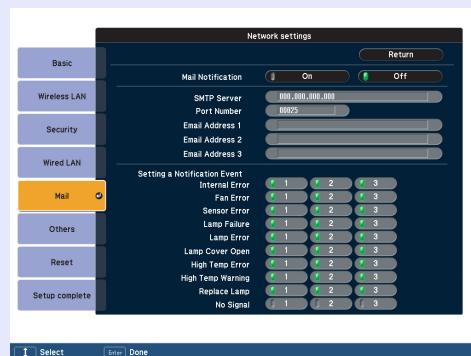 Network settings
Return
Basic
Wireless LAN
Security
Wired LAN
Mail
Others
Reset
Setup complete
Mail Notification On Off
SMTP Server 000.000.000.000
Port Number 00025
Email Address 1
Email Address 2
Email Address 3
Setting a Notification Event
Internal Error 1 2 3
Fan Error 1 2 3
Sensor Error 1 2 3
Lamp Failure 1 2 3
Lamp Error 1 2 3
Lamp Cover Open 1 2 3
High Temp Error 1 2 3
High Temp Warning 1 2 3
Replace Lamp 1 2 3
No Signal 1 2 3
Select Enter Done